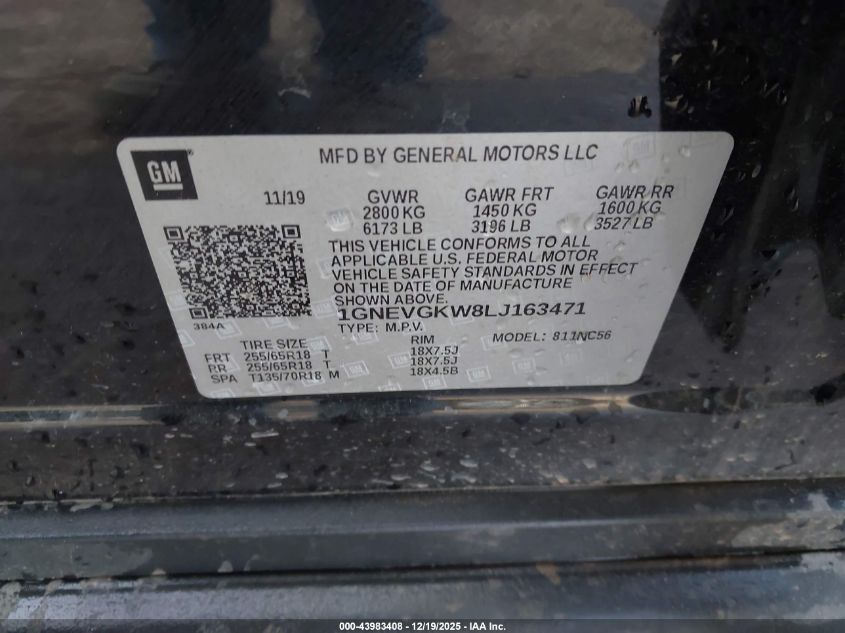 GM
MFD BY GENERAL MOTORS LLC
11/19 GVWR GAWR FRT GAWR RR
2800 KG 1450 KG 1600 KG
6173 LB 3196 LB 3527 LB
THIS VEHICLE CONFORMS TO ALL
APPLICABLE U.S. FEDERAL MOTOR
VEHICLE SAFETY STANDARDS IN EFFECT
ON THE DATE OF MANUFACTURE
SHOWN ABOVE.
384A 1GNEVGKW8LJ163471
TYPE: M.P.V. MODEL: 811NC56
TIRE SIZE RIM
FRT 255/65R18 T 18X7.5J
RR 255/65R18 T 18X7.5J
SPA T135/70R18 M 18X4.5B
000-43983408 - 12/19/2025 - IAA Inc.